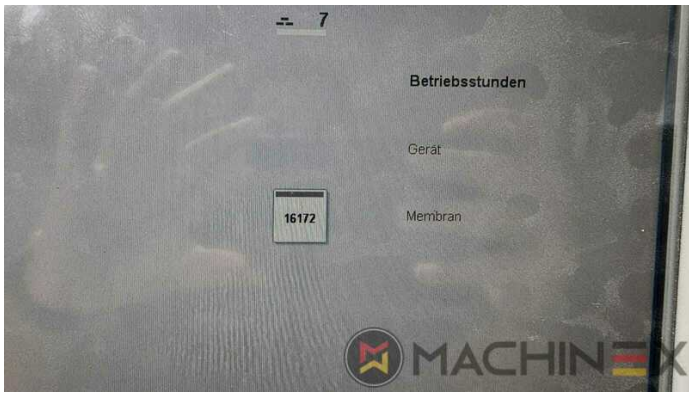 7
Betriebsstunden
Gerät
16172
Membran
MACHINEX